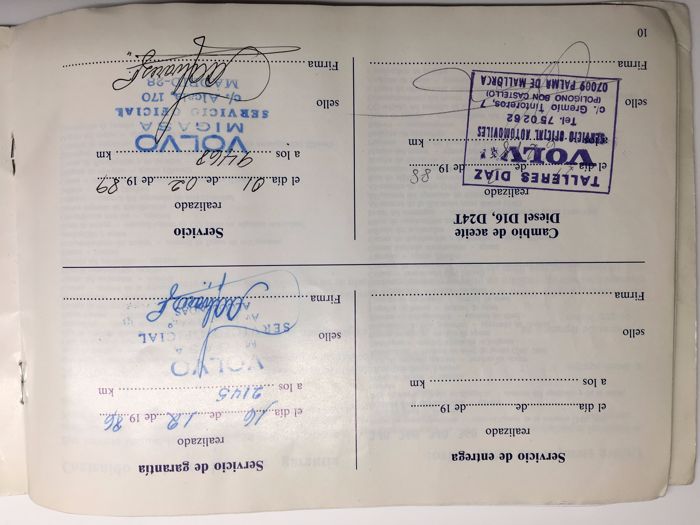 Servicio de entrega
realizado
el día ........ de ........ de 19 ........
a los ........ km
sello
Firma
Servicio de garantía
realizado
el día 16 de 12 de 19 86
a los 2145 km
VOLVO
sello
Firma
Cambio de aceite
Diesel D16, D24T
realizado
el día de de 19 88
a los km
TALLERES DIAZ
VOLVO
SERVICIO OFICIAL AUTOMOVILES
Tel. 75 02 62
c/. Gremio Tintoreros, 7
(POLIGONO SON CASTELLO)
07009 PALMA DE MALLORCA
sello
Firma
Servicio
realizado
el día 01 de 02 de 19 89
a los 9468 km
VOLVO
MIGASA
SERVICIO OFICIAL
c/. Alcalá, 170
MADRID-28
sello
Firma
10